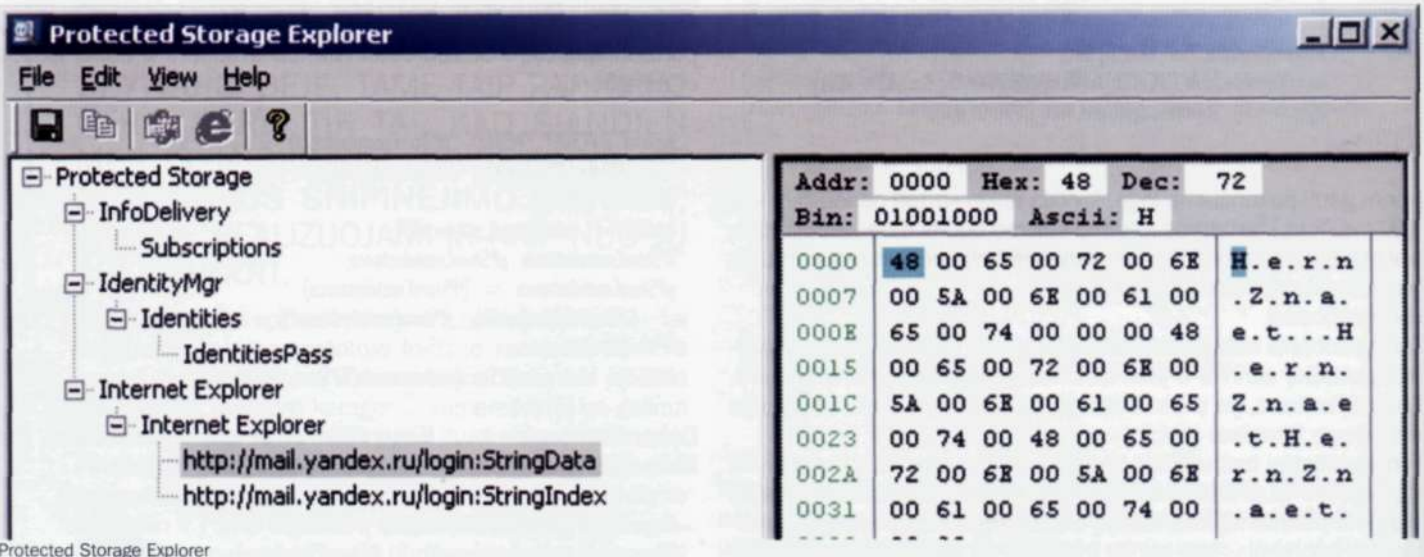 Protected Storage Explorer
File Edit View Help
Protected Storage
InfoDelivery
Subscriptions
IdentityMgr
Identities
IdentitiesPass
Internet Explorer
Internet Explorer
http://mail.yandex.ru/login:StringData
http://mail.yandex.ru/login:StringIndex
Addr: 0000 Hex: 48 Dec: 72
Bin: 01001000 Ascii: H
0000 48 00 65 00 72 00 6E H.e.r.n
0007 00 5A 00 6E 00 61 00 .Z.n.a.
000E 65 00 74 00 00 00 48 e.t...H
0015 00 65 00 72 00 6E 00 .e.r.n.
001C 5A 00 6E 00 61 00 65 Z.n.a.e
0023 00 74 00 48 00 65 00 .t.H.e.
002A 72 00 6E 00 5A 00 6E r.n.Z.n
0031 00 61 00 65 00 74 00 .a.e.t.
Protected Storage Explorer